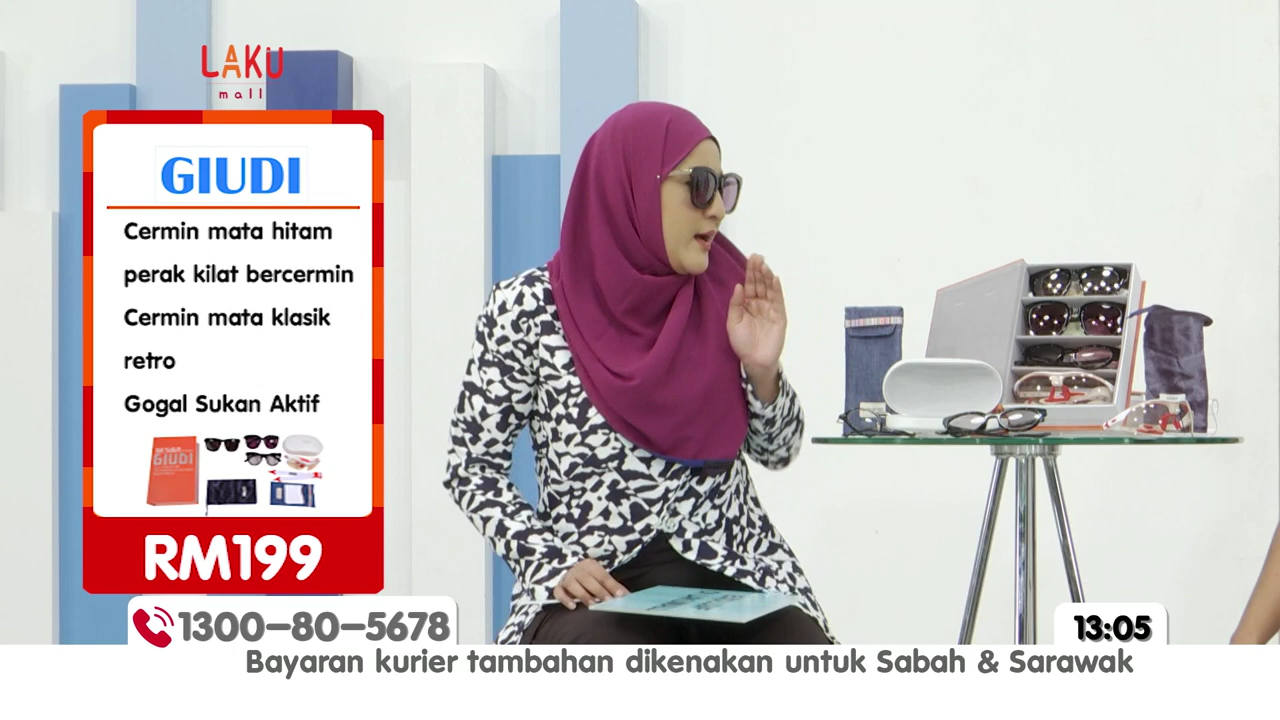 LAKU
mall
GIUDI
Cermin mata hitam
perak kilat bercermin
Cermin mata klasik
retro
Gogal Sukan Aktif
GIUDI
RM199
1300-80-5678
13:05
Bayaran kurier tambahan dikenakan untuk Sabah & Sarawak